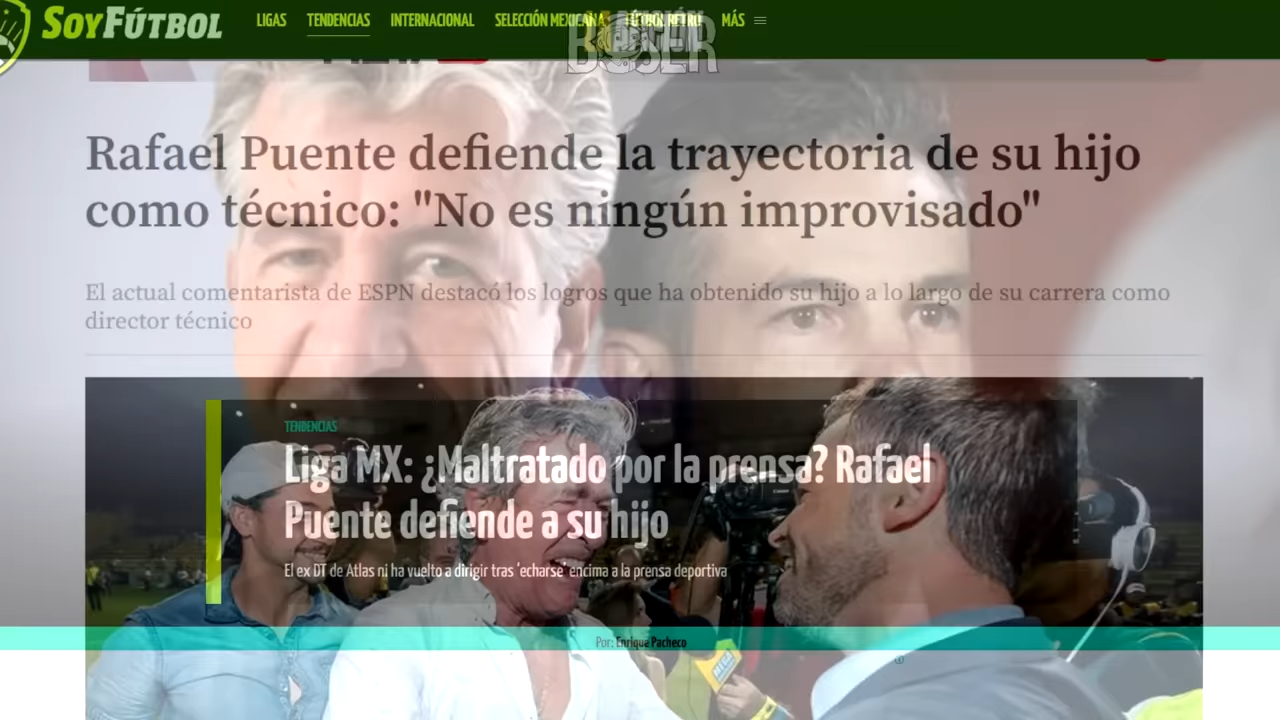 SOYFÚTBOL
LIGAS TENDENCIAS INTERNACIONAL SELECCIÓN MEXICANA FÚTBOL RETRO MÁS
BOSER
Rafael Puente defiende la trayectoria de su hijo
como técnico: "No es ningún improvisado"
El actual comentarista de ESPN destacó los logros que ha obtenido su hijo a lo largo de su carrera como
director técnico
TENDENCIAS
Liga MX: ¿Maltratado por la prensa? Rafael
Puente defiende a su hijo
El ex DT de Atlas ni ha vuelto a dirigir tras 'echarse' encima a la prensa deportiva
Por: Enrique Pacheco